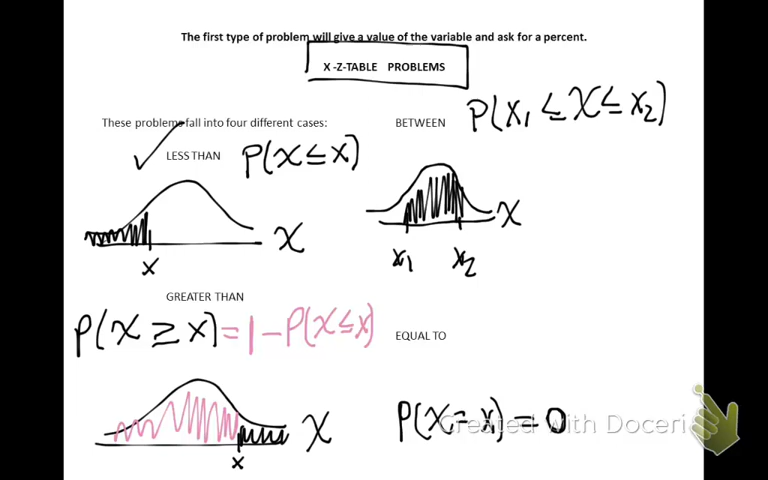 The first type of problem will give a value of the variable and ask for a percent.
X -Z-TABLE PROBLEMS
These problems fall into four different cases:
BETWEEN
P(x₁ ≤ X ≤ x₂)
LESS THAN
P(X ≤ x)
X
x
X
x₁ x₂
GREATER THAN
P(X ≥ x) = 1 - P(X ≤ x)
EQUAL TO
X
x
P(X = x) = 0
Created with Doceri